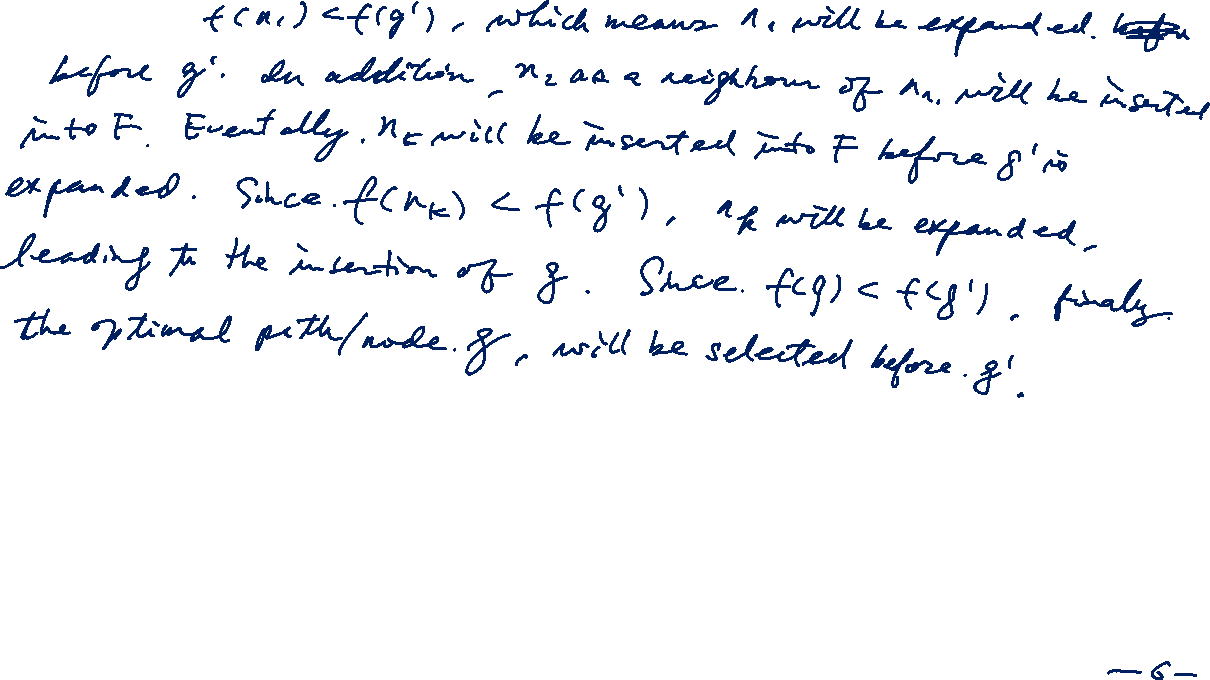 f(n₁) < f(g'), which means n₁ will be expanded.
before g'. In addition, n₂ as a neighbour of n₁, will be inserted
into F. Eventally, nₖ will be inserted into F before g' is
expanded. Since. f(nₖ) < f(g'), nₖ will be expanded,
leading to the insertion of g. Since. f(g) < f(g'), finaly.
the optimal path/node. g, will be selected before. g'.
— 6 —